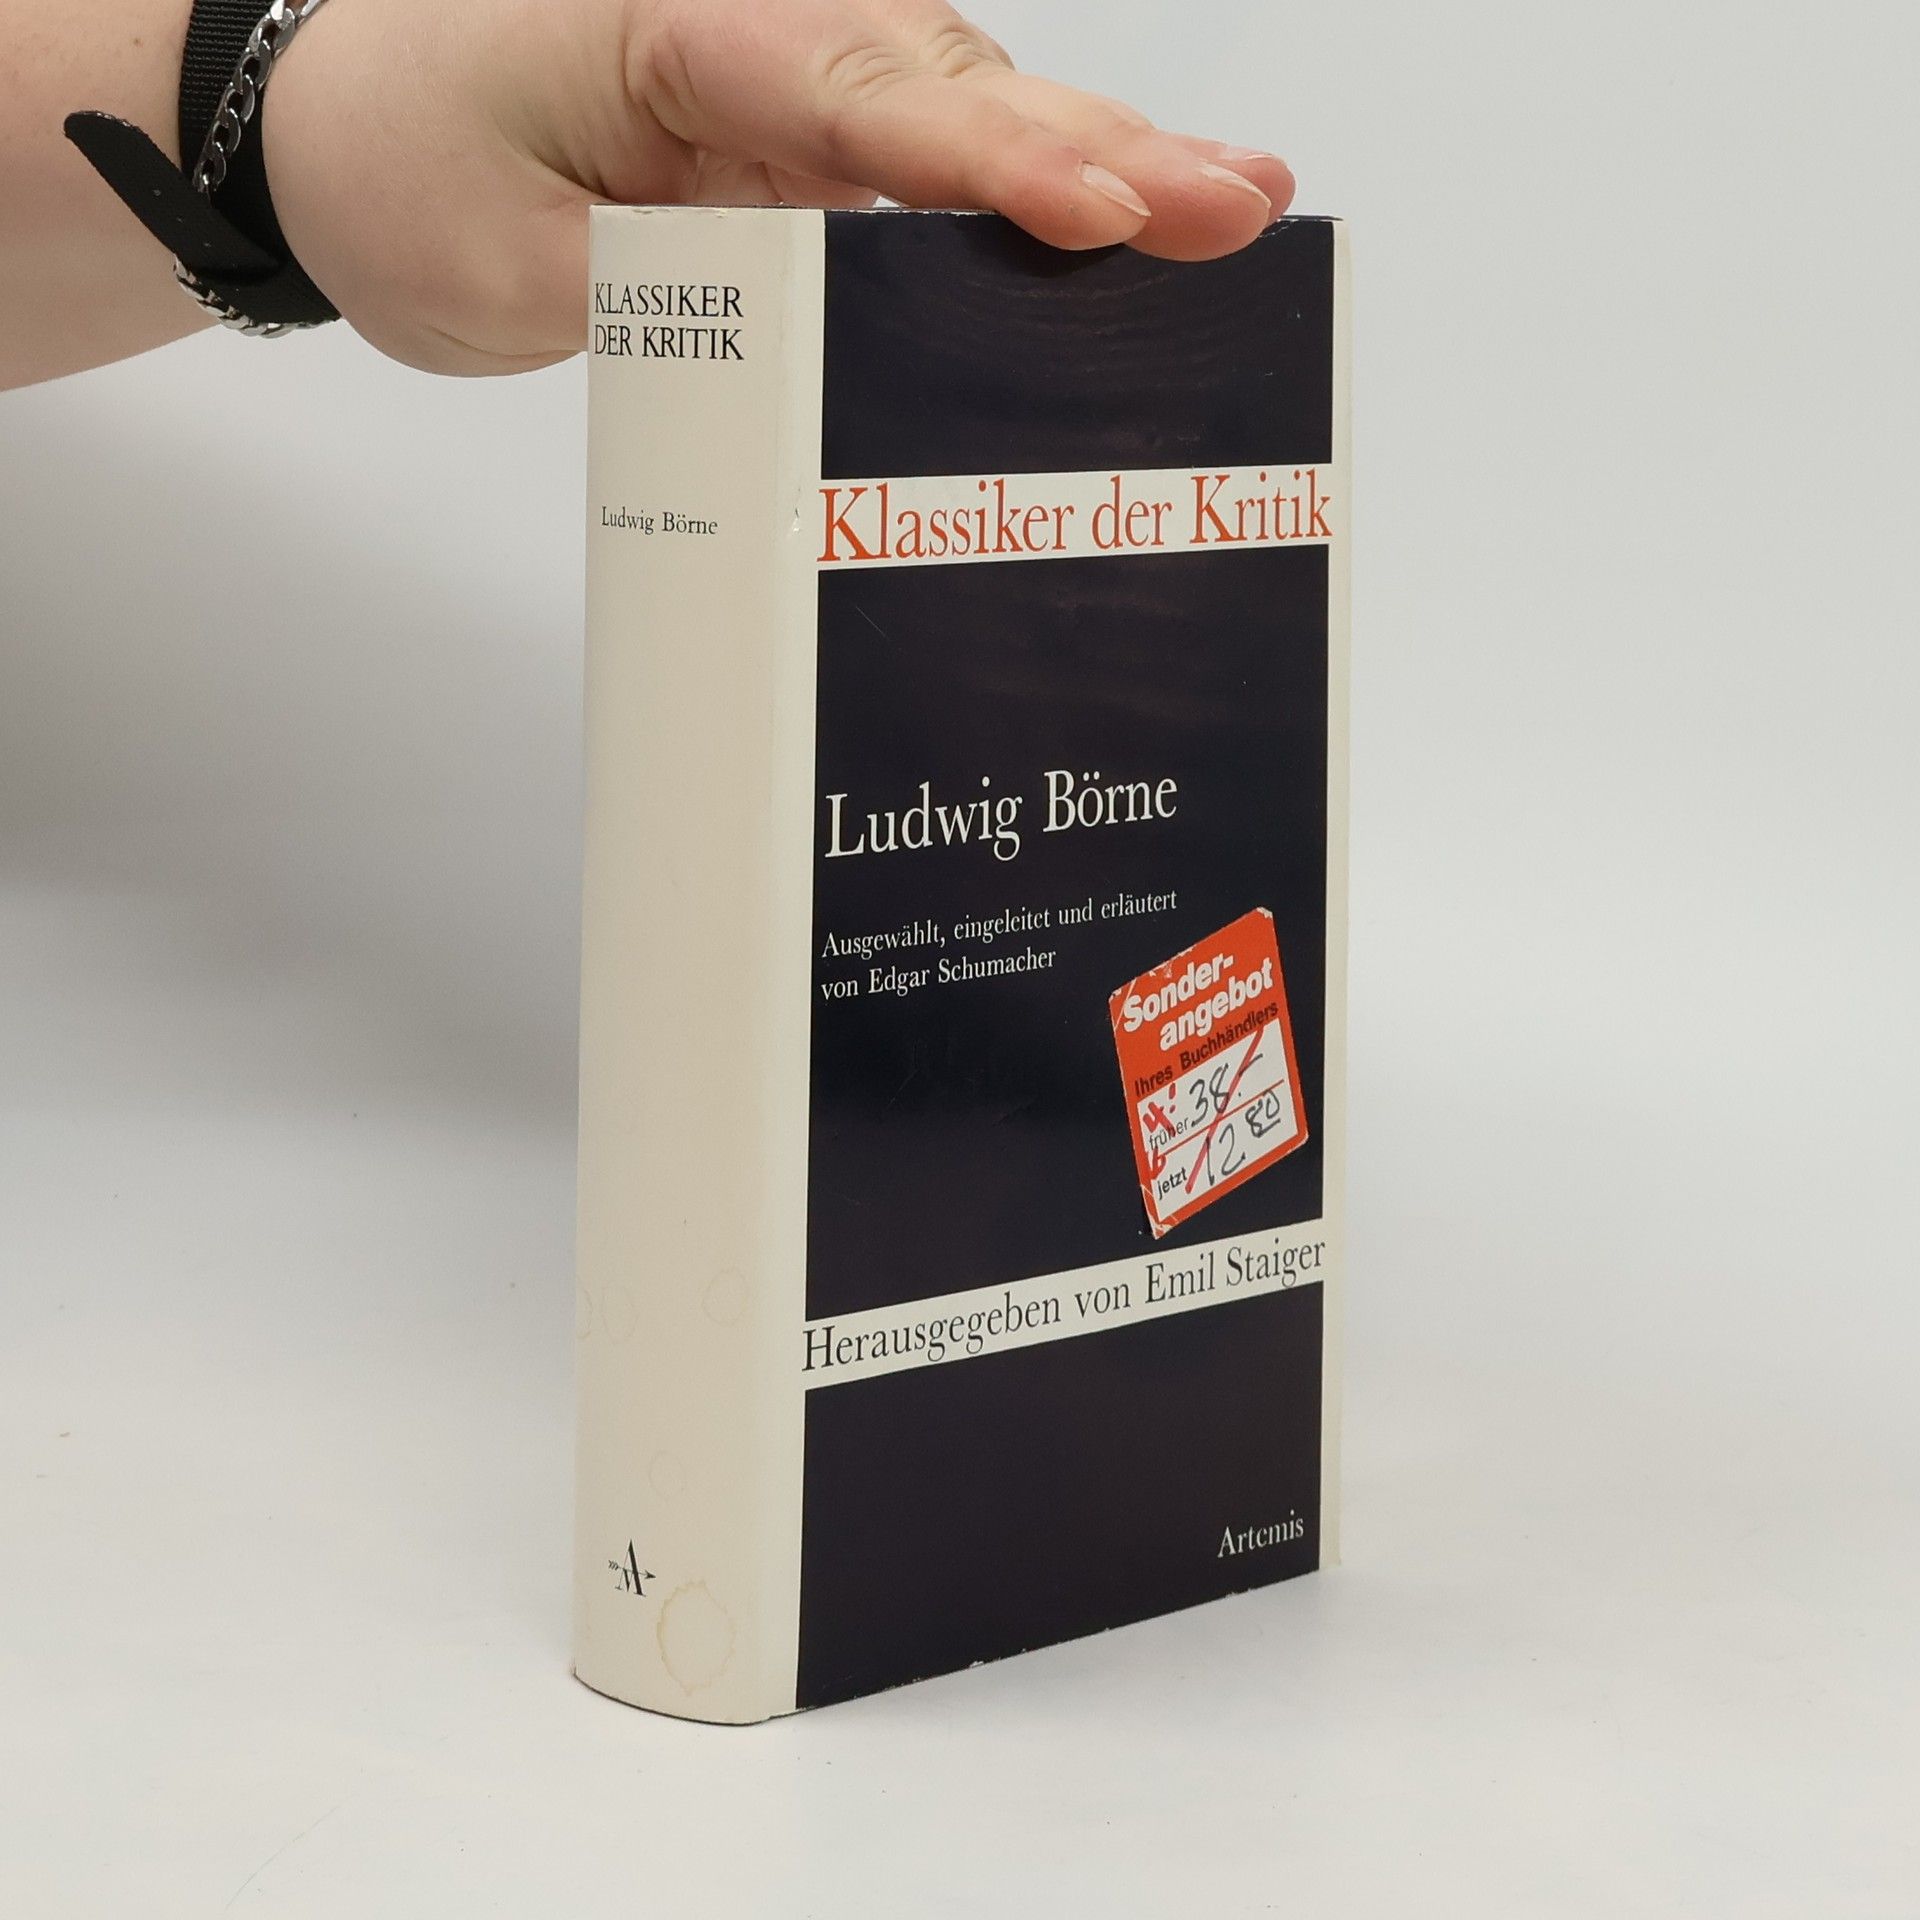 KLASSIKER
DER KRITIK
Ludwig Börne
Klassiker der Kritik
Ludwig Börne
Ausgewählt, eingeleitet und erläutert
von Edgar Schumacher
Sonder-
angebot
Ihres Buchhändlers
früher 38.-
jetzt 12 80
Herausgegeben von Emil Staiger
Artemis